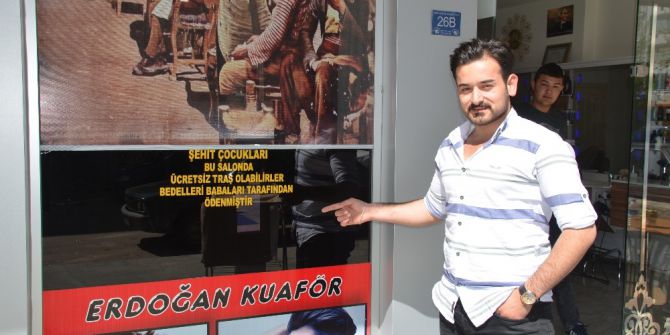 26B
ŞEHİT ÇOCUKLARI
BU SALONDA
ÜCRETSİZ TRAŞ OLABİLİRLER
BEDELLERİ BABALARI TARAFINDAN
ÖDENMİŞTİR
ERDOĞAN KUAFÖR